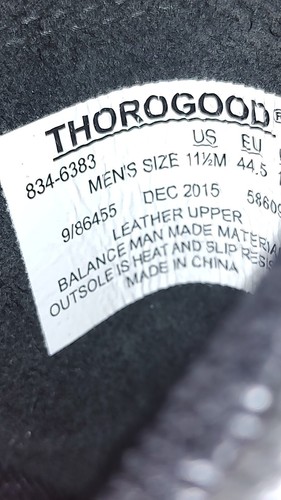 THOROGOOD®
US EU
834-6383 MEN'S SIZE 11½M 44.5
9/86455 DEC 2015 5860
LEATHER UPPER
BALANCE MAN MADE
OUTSOLE IS HEAT AND SLIP
MADE IN CHINA